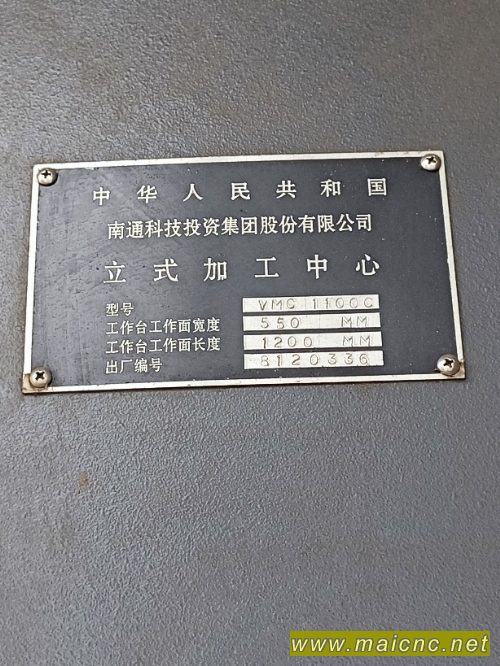 中华人民共和国
南通科技投资集团股份有限公司
立式加工中心
型号 VMC 1100C
工作台工作面宽度 550 MM
工作台工作面长度 1200 MM
出厂编号 8120336
www.maicnc.net